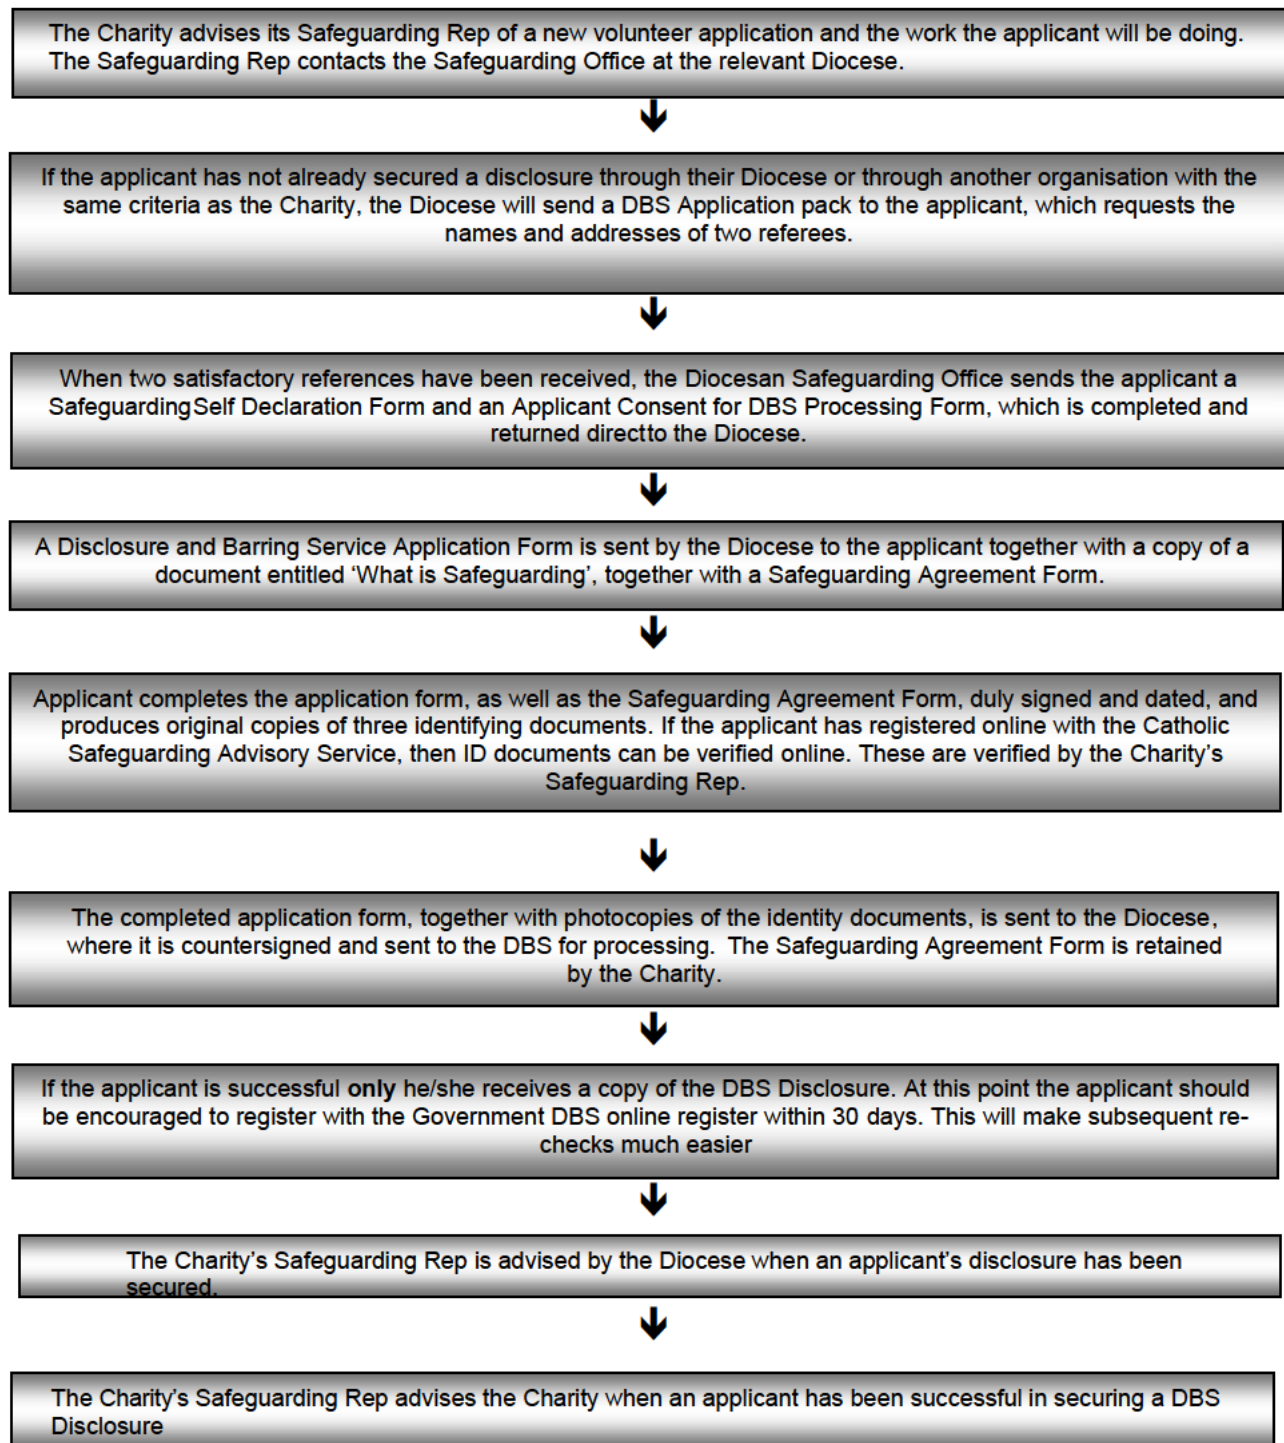 The Charity advises its Safeguarding Rep of a new volunteer application and the work the applicant will be doing.
The Safeguarding Rep contacts the Safeguarding Office at the relevant Diocese.
If the applicant has not already secured a disclosure through their Diocese or through another organisation with the
same criteria as the Charity, the Diocese will send a DBS Application pack to the applicant, which requests the
names and addresses of two referees.
When two satisfactory references have been received, the Diocesan Safeguarding Office sends the applicant a
SafeguardingSelf Declaration Form and an Applicant Consent for DBS Processing Form, which is completed and
returned directto the Diocese.
A Disclosure and Barring Service Application Form is sent by the Diocese to the applicant together with a copy of a
document entitled ‘What is Safeguarding’, together with a Safeguarding Agreement Form.
Applicant completes the application form, as well as the Safeguarding Agreement Form, duly signed and dated, and
produces original copies of three identifying documents. If the applicant has registered online with the Catholic
Safeguarding Advisory Service, then ID documents can be verified online. These are verified by the Charity’s
Safeguarding Rep.
The completed application form, together with photocopies of the identity documents, is sent to the Diocese,
where it is countersigned and sent to the DBS for processing. The Safeguarding Agreement Form is retained
by the Charity.
If the applicant is successful only he/she receives a copy of the DBS Disclosure. At this point the applicant should
be encouraged to register with the Government DBS online register within 30 days. This will make subsequent re-
checks much easier
The Charity’s Safeguarding Rep is advised by the Diocese when an applicant’s disclosure has been
secured.
The Charity’s Safeguarding Rep advises the Charity when an applicant has been successful in securing a DBS
Disclosure